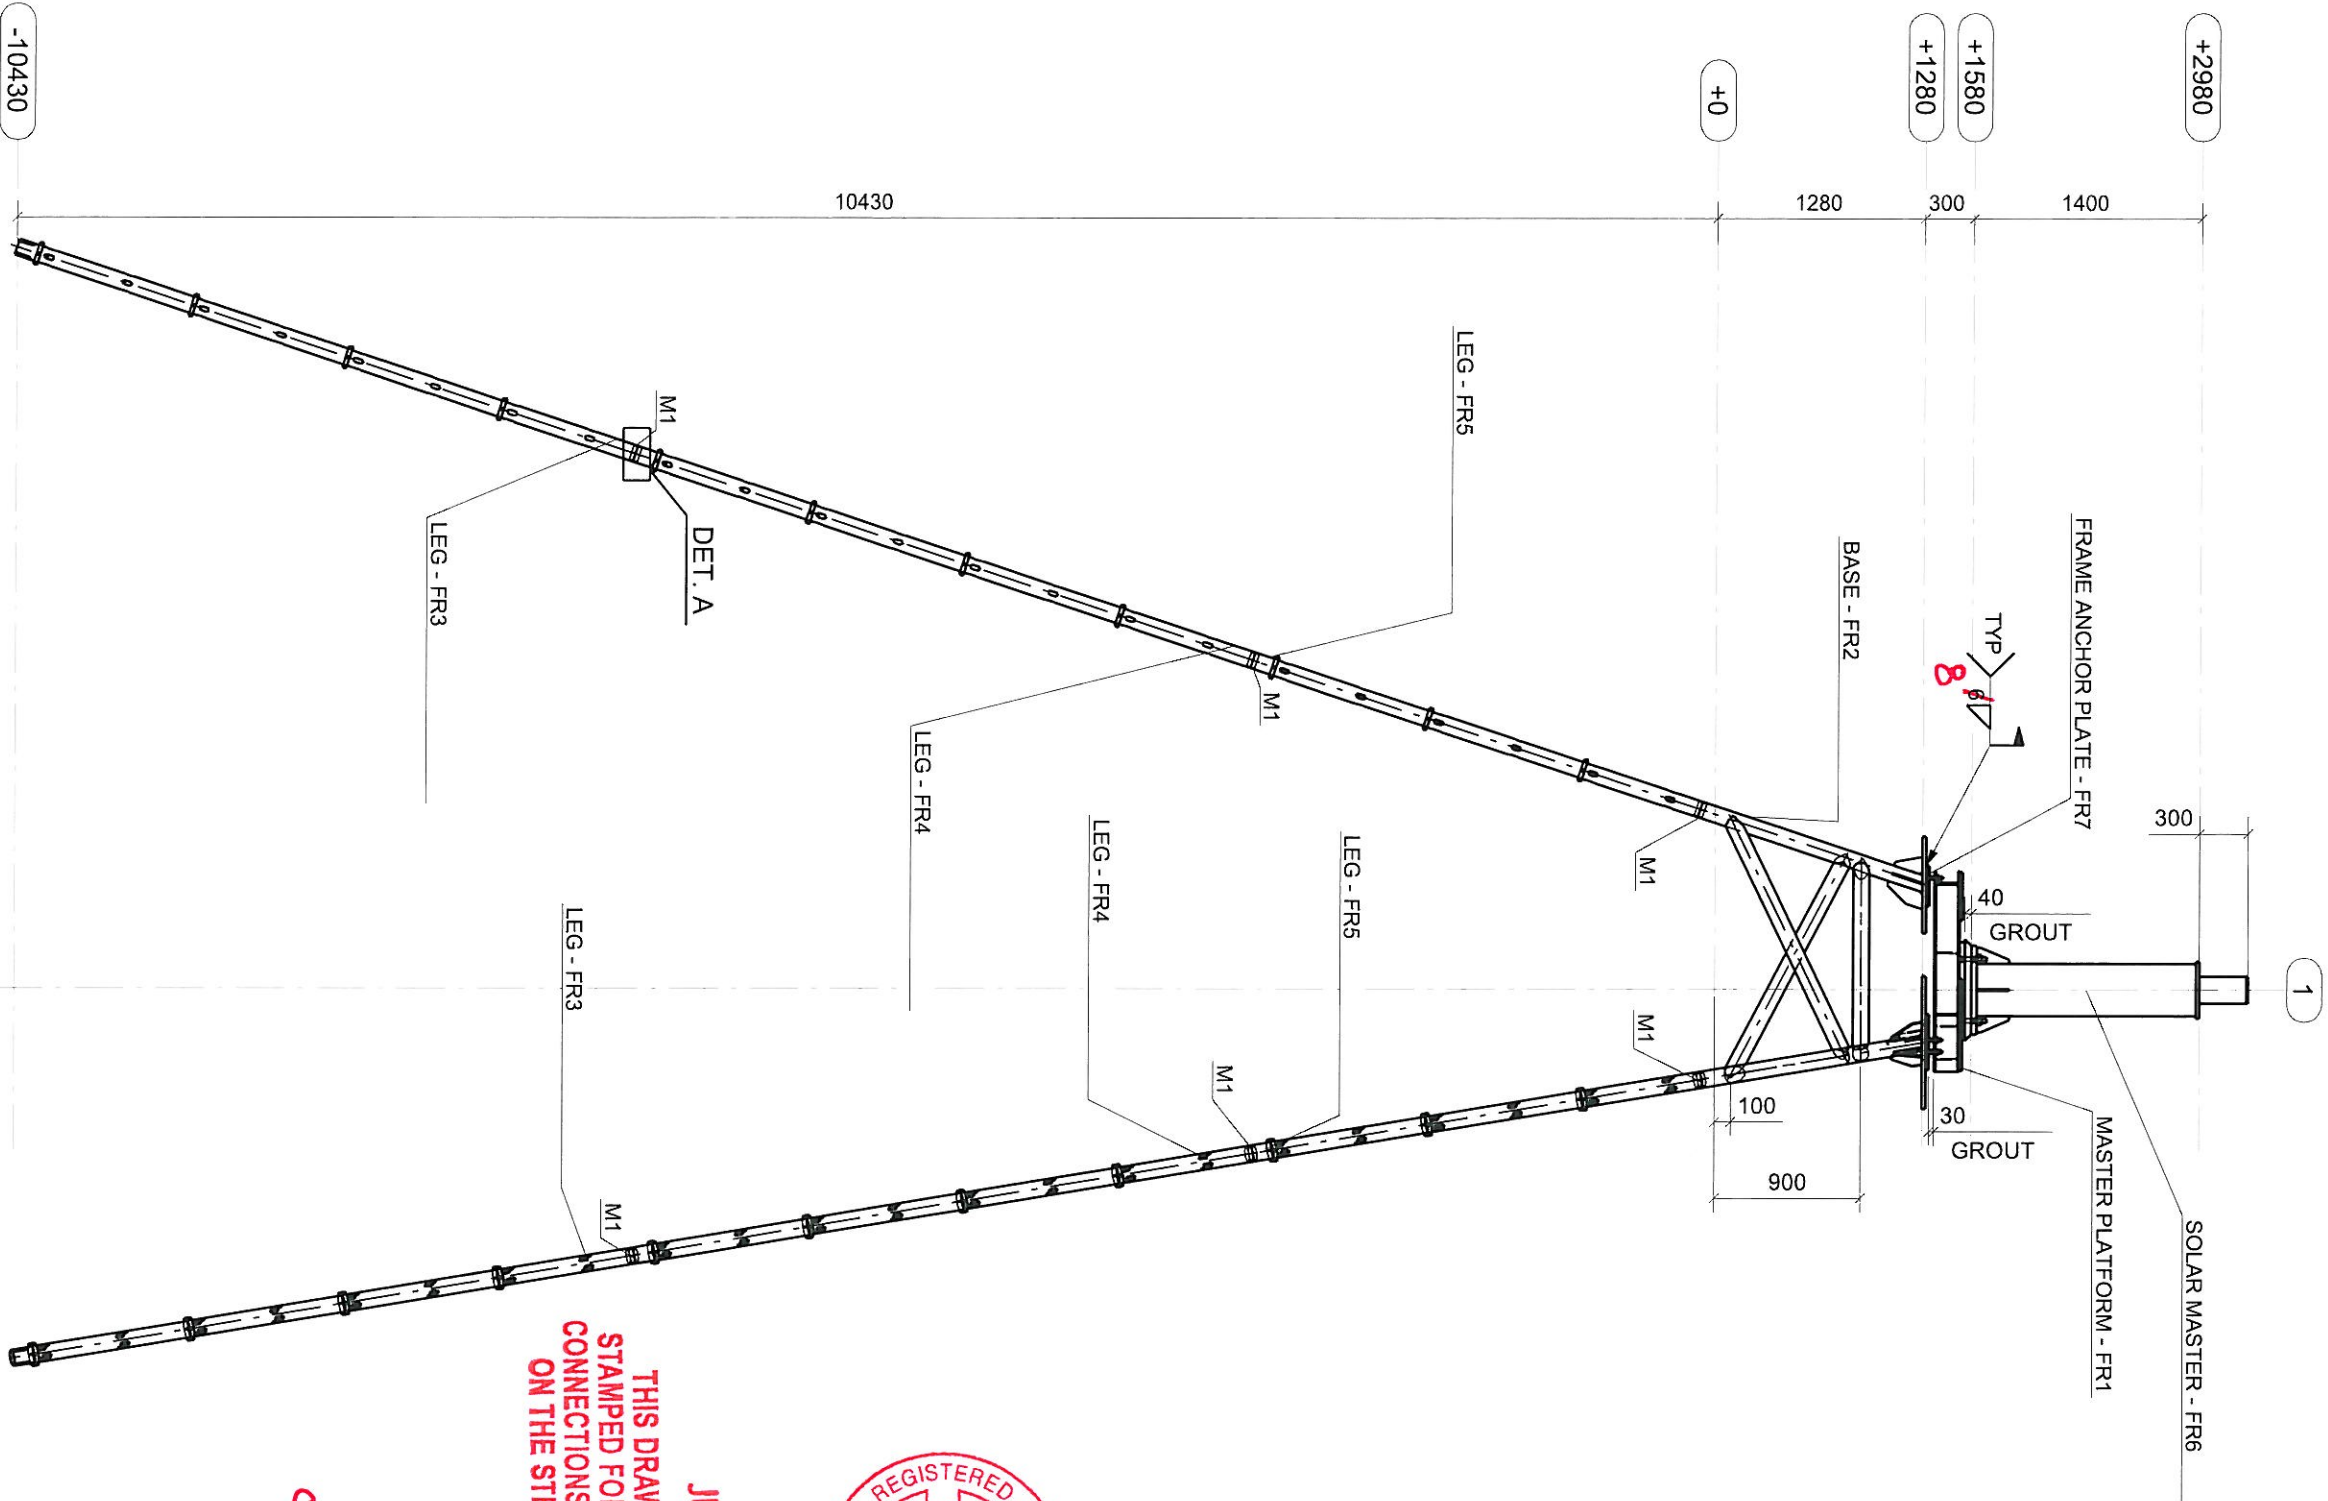 -10430
+0
+1280
+1580
+2980
10430
1280
300
1400
LEG - FR5
M1
DET. A
LEG - FR3
M1
LEG - FR4
BASE - FR2
FRAME ANCHOR PLATE - FR7
TYP
6
8
300
M1
40
GROUT
1
LEG - FR4
LEG - FR5
LEG - FR3
M1
M1
M1
100
900
30
GROUT
MASTER PLATFORM - FR1
SOLAR MASTER - FR6
STAMPED
CONNECTIONS
ON THE
THIS
REGISTERED